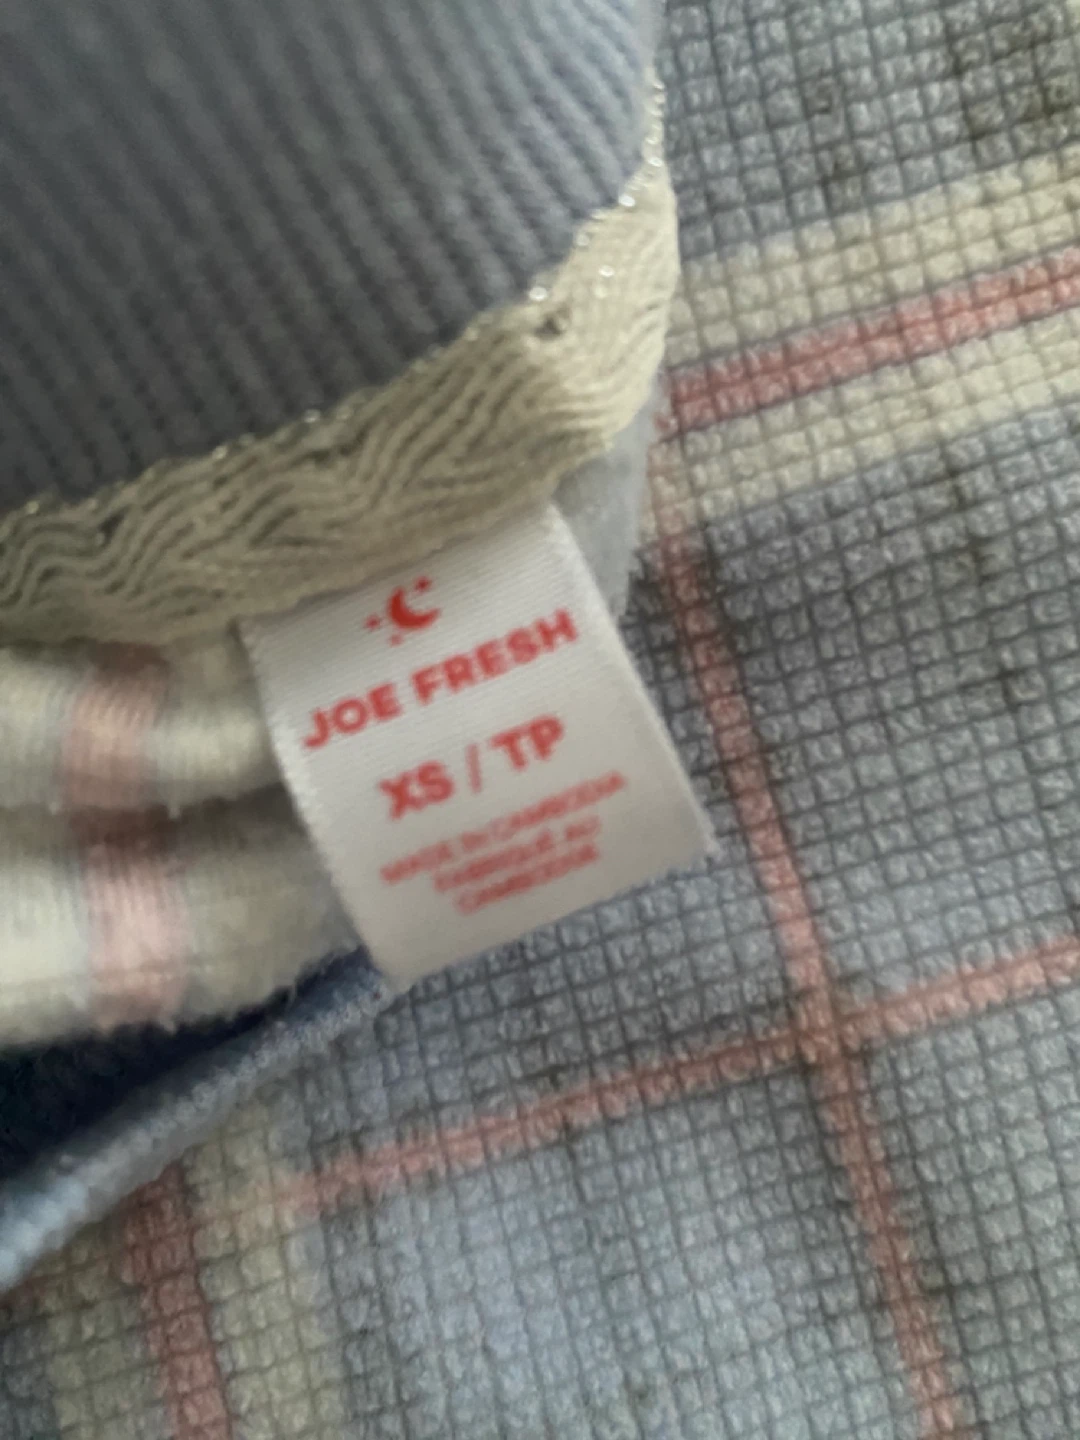 JOE FRESH
XS / TP
MADE IN CAMBODIA
FABRIQUÉ AU
CAMBODGE